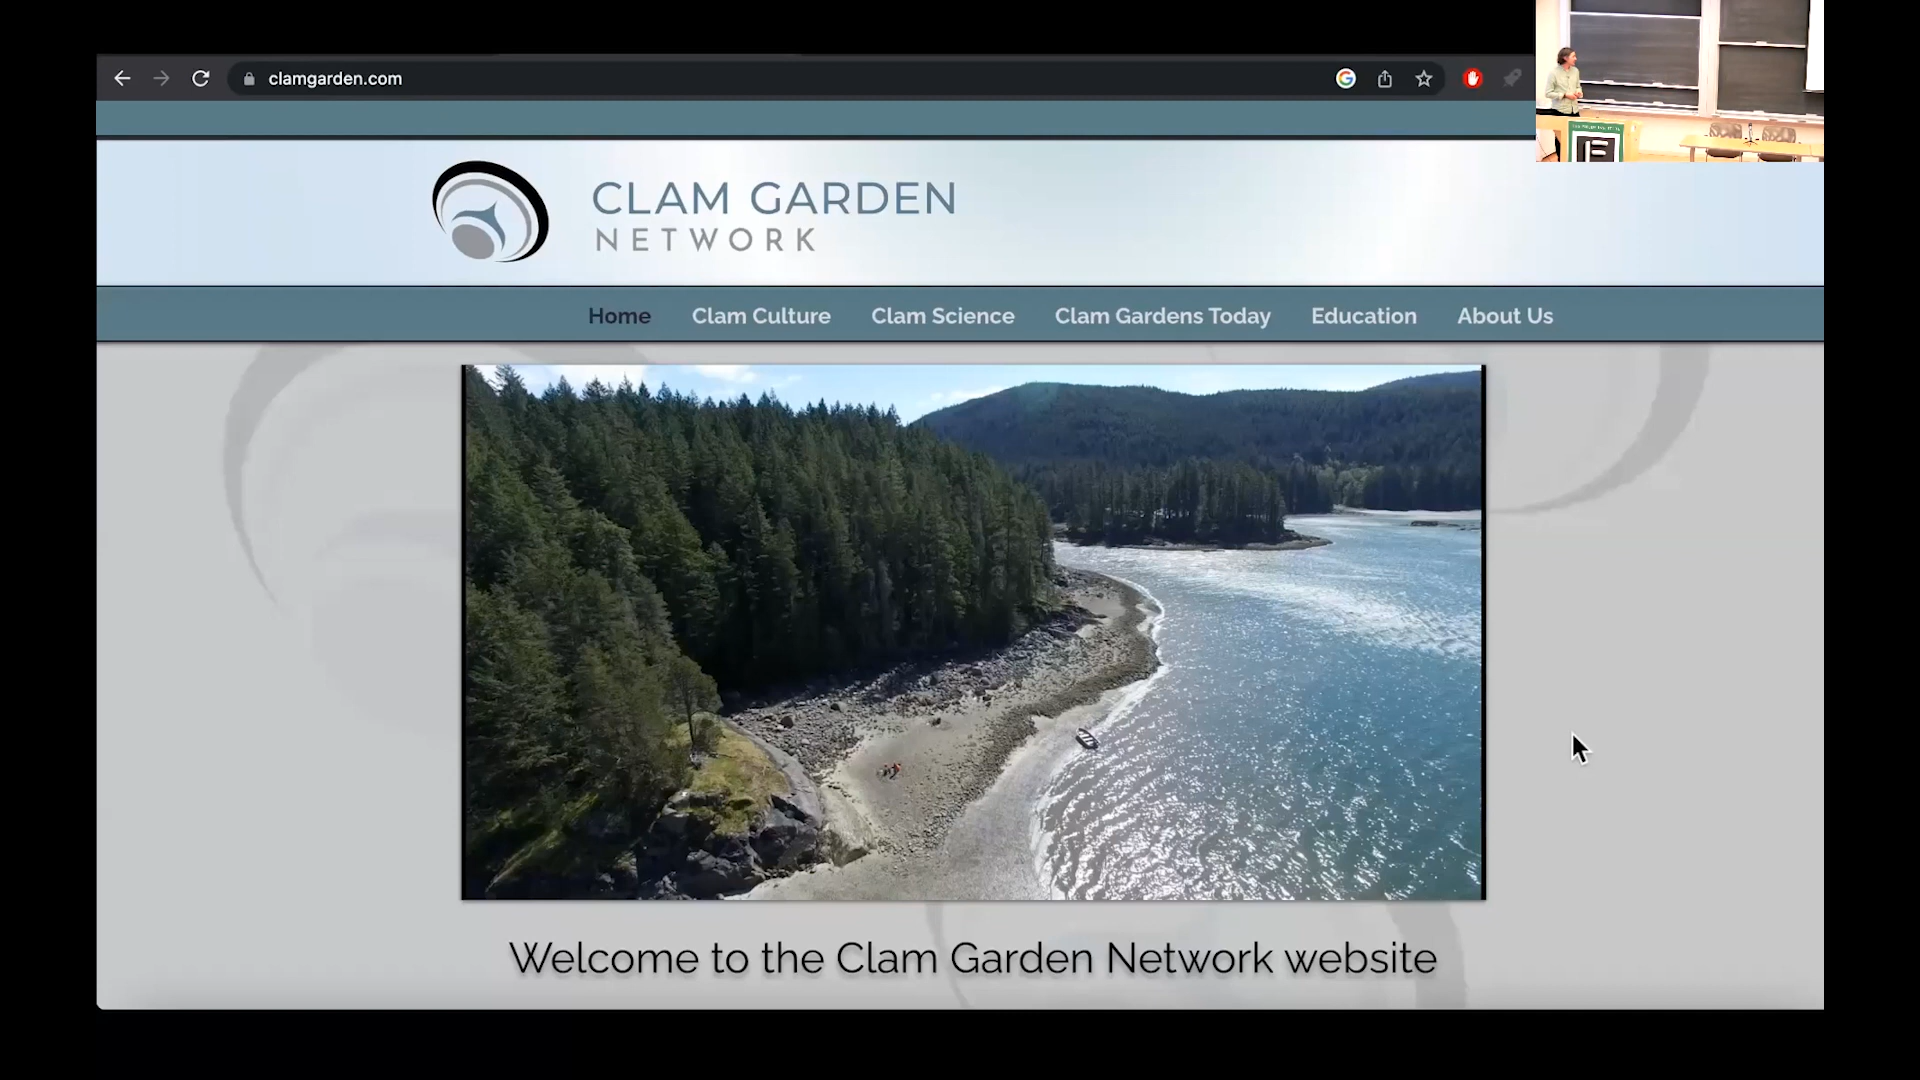 clamgarden.com
CLAM GARDEN
NETWORK
Home Clam Culture Clam Science Clam Gardens Today Education About Us
Welcome to the Clam Garden Network website